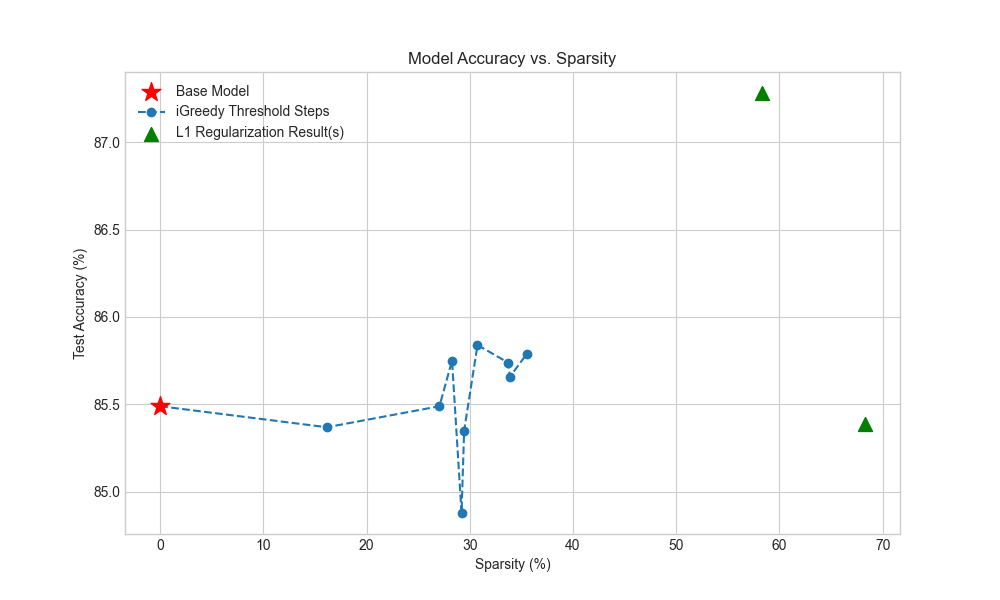 Model Accuracy vs. Sparsity
Base Model
iGreedy Threshold Steps
L1 Regularization Result(s)
Test Accuracy (%)
87.0
86.5
86.0
85.5
85.0
0 10 20 30 40 50 60 70
Sparsity (%)